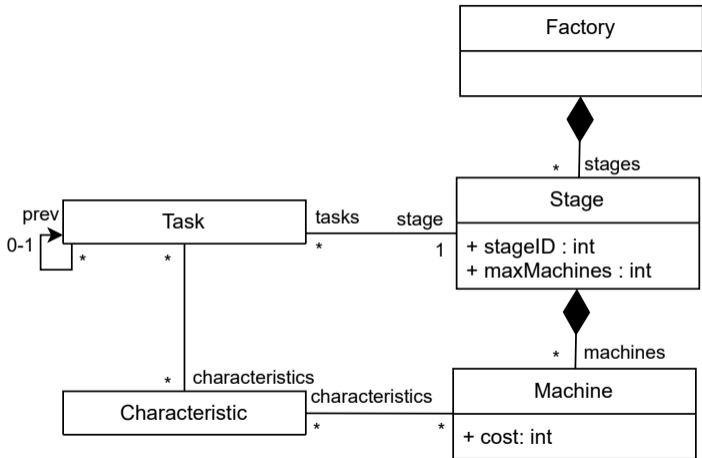 Factory
* stages
Stage
+ stageID : int
+ maxMachines : int
prev
0-1
*
Task
*
tasks
*
stage
1
* machines
Machine
+ cost: int
* characteristics
Characteristic
characteristics
*
*